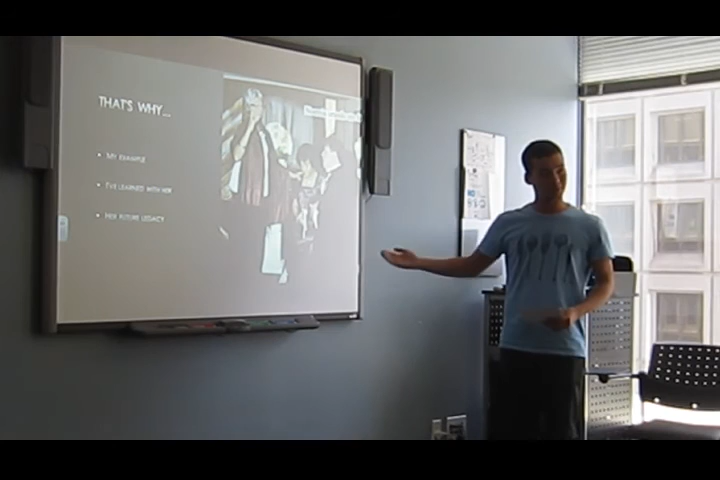 THAT'S WHY...
• MY EXAMPLE
• I'VE LEARNED WITH HER
• HER FUTURE LEGACY